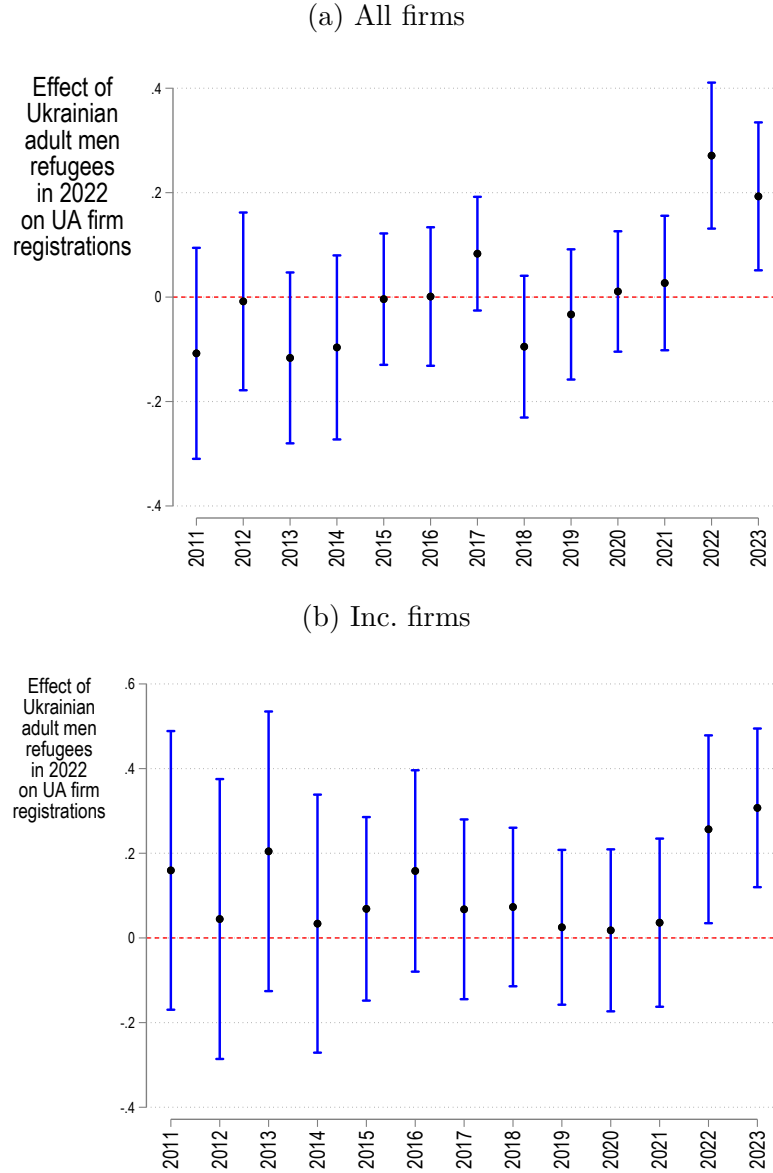 (a) All firms
Effect of
Ukrainian
adult men
refugees
in 2022
on UA firm
registrations
.4
.2
0
-.2
-.4
2011
2012
2013
2014
2015
2016
2017
2018
2019
2020
2021
2022
2023
(b) Inc. firms
Effect of
Ukrainian
adult men
refugees
in 2022
on UA firm
registrations
.6
.4
.2
0
-.2
-.4
2011
2012
2013
2014
2015
2016
2017
2018
2019
2020
2021
2022
2023